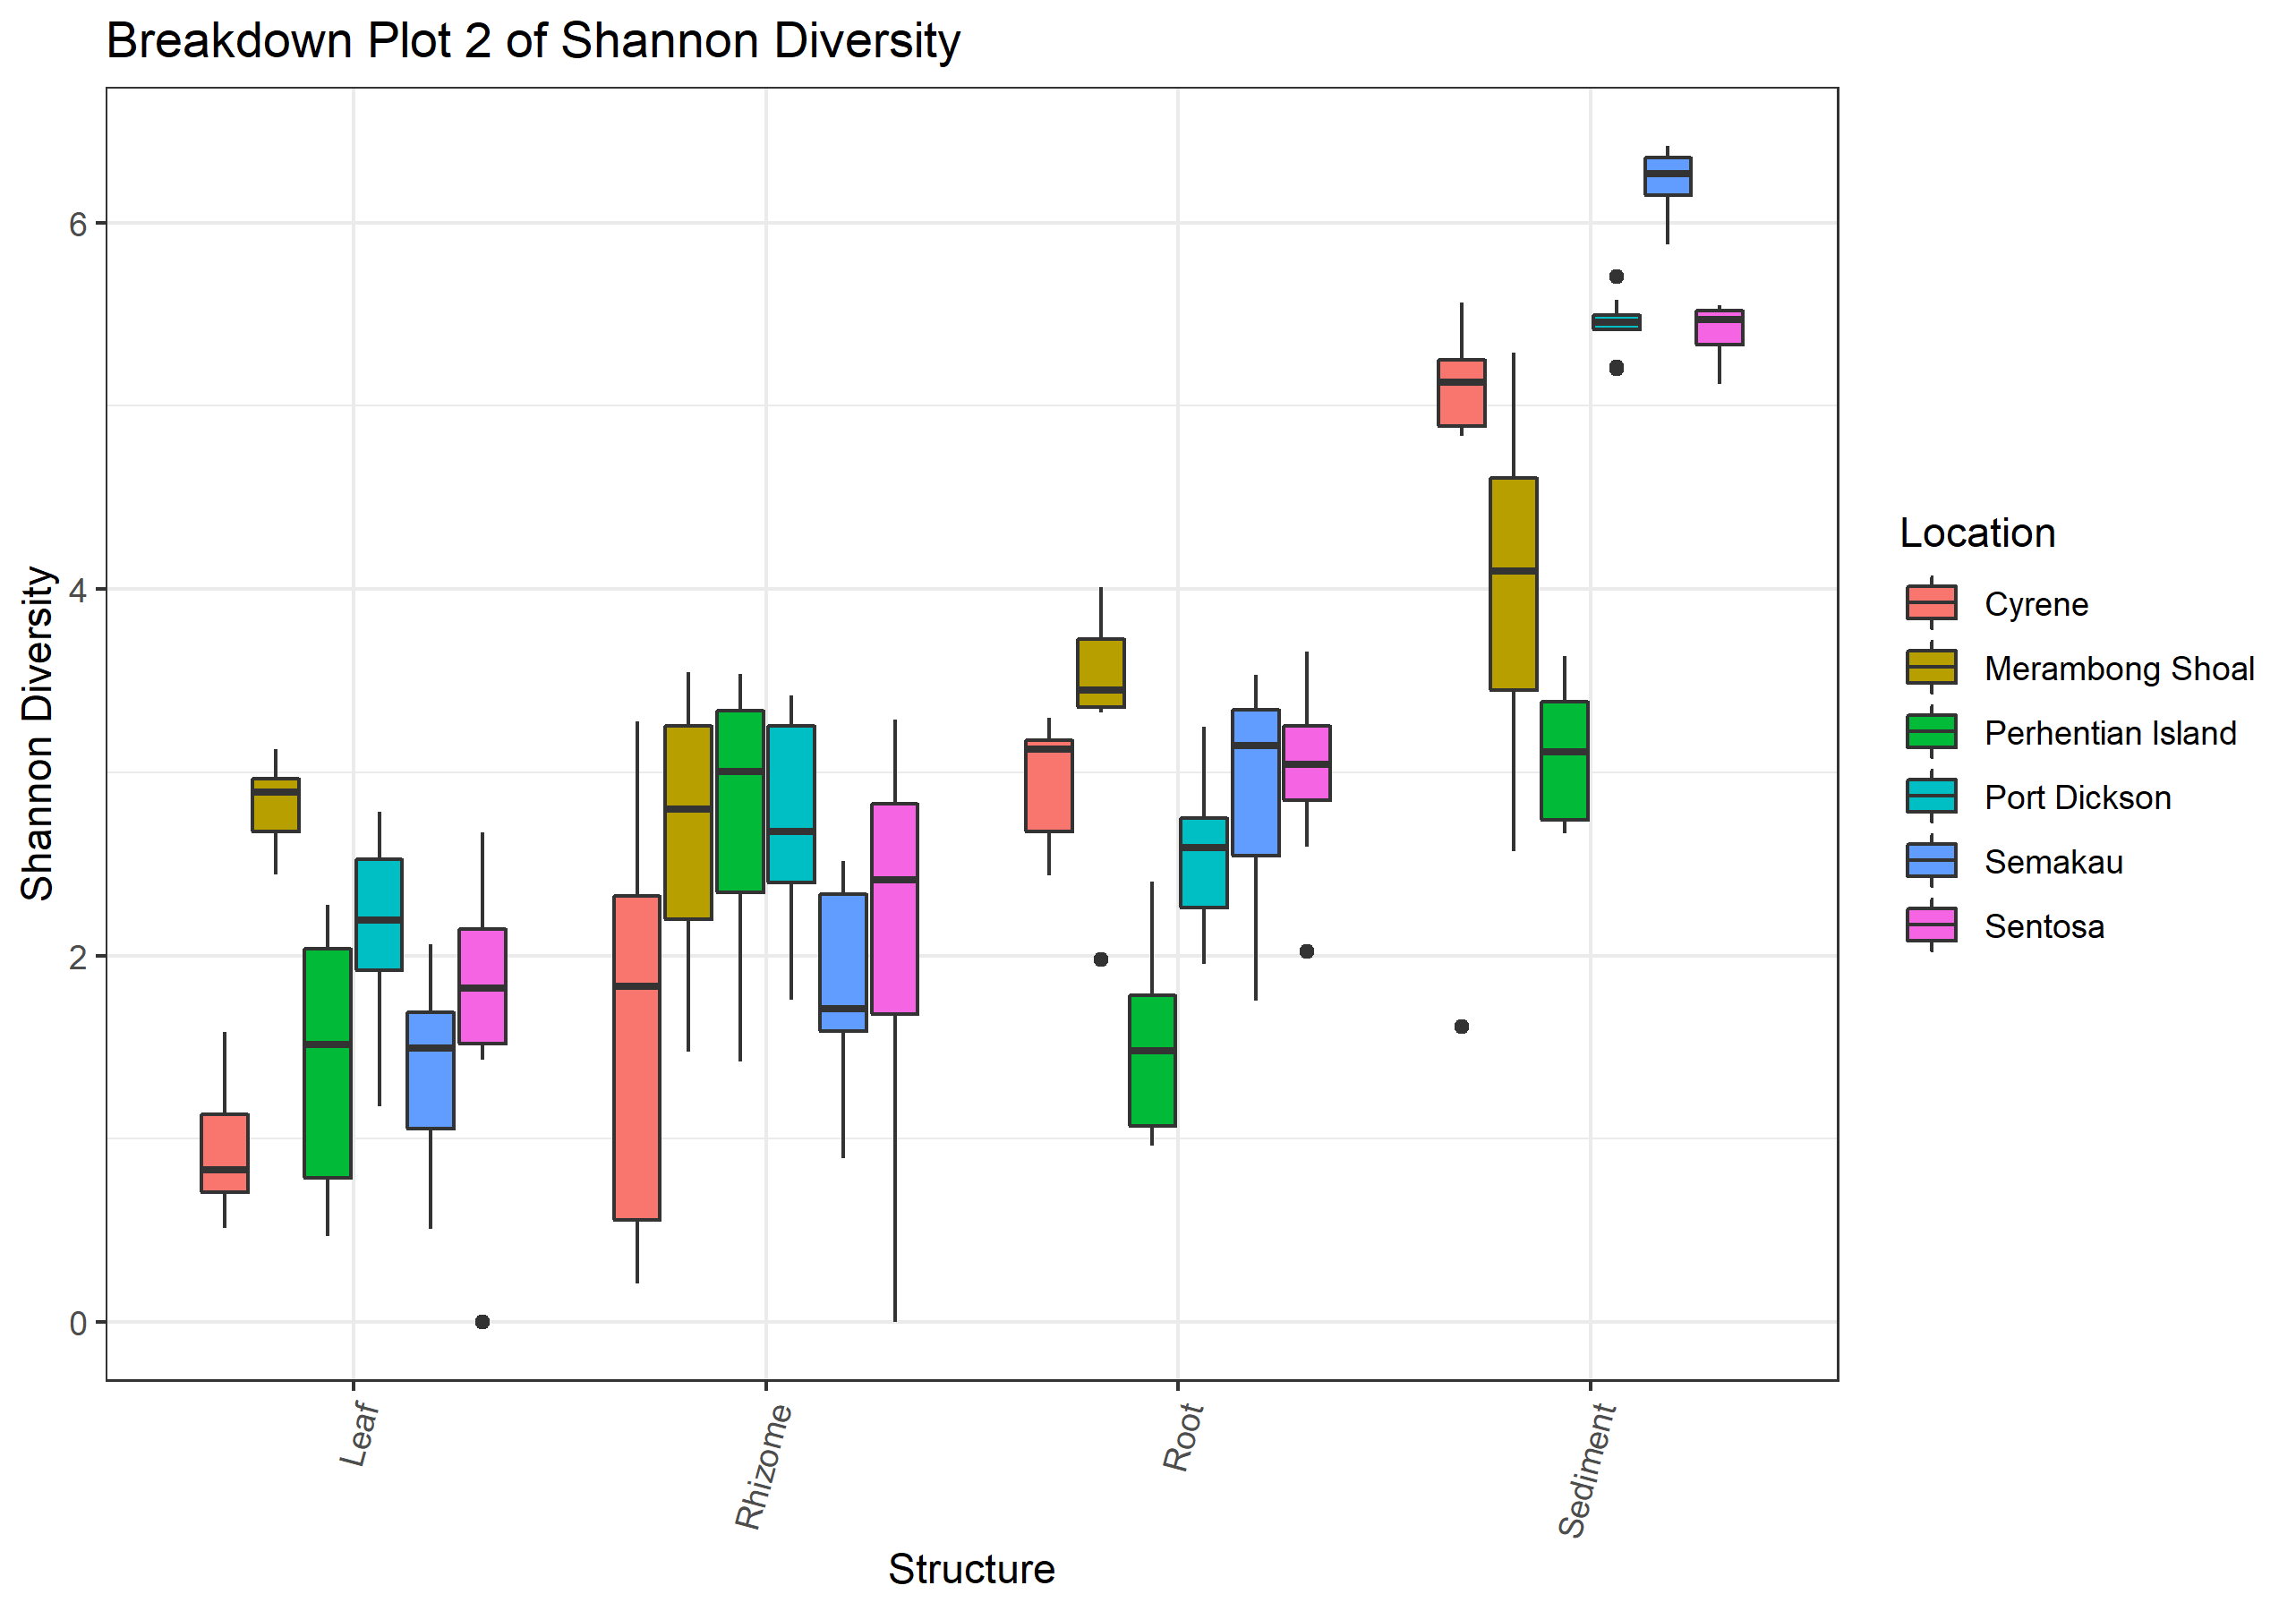 Breakdown Plot 2 of Shannon Diversity
Shannon Diversity
6
4
2
0
Leaf
Rhizome
Root
Sediment
Structure
Location
Cyrene
Merambong Shoal
Perhentian Island
Port Dickson
Semakau
Sentosa